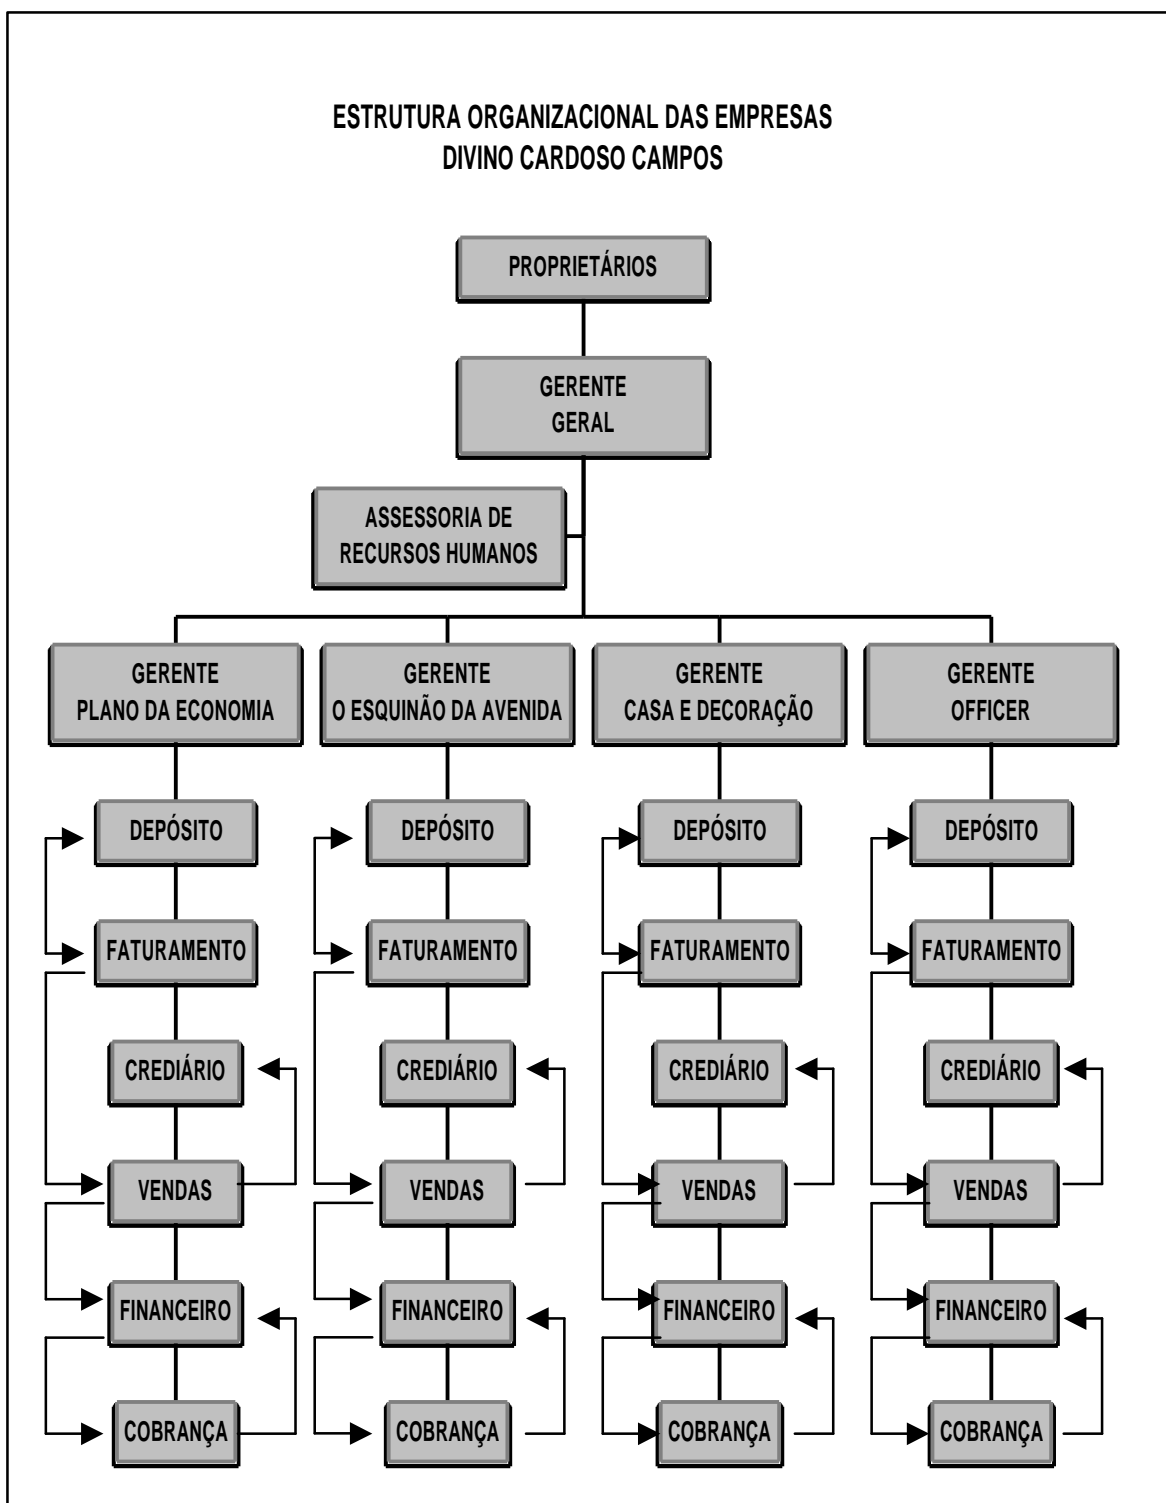 ESTRUTURA ORGANIZACIONAL DAS EMPRESAS
DIVINO CARDOSO CAMPOS
PROPRIETÁRIOS
GERENTE
GERAL
ASSESSORIA DE
RECURSOS HUMANOS
GERENTE
PLANO DA ECONOMIA
GERENTE
O ESQUINÃO DA AVENIDA
GERENTE
CASA E DECORAÇÃO
GERENTE
OFFICER
DEPÓSITO
DEPÓSITO
DEPÓSITO
DEPÓSITO
FATURAMENTO
FATURAMENTO
FATURAMENTO
FATURAMENTO
CREDIÁRIO
CREDIÁRIO
CREDIÁRIO
CREDIÁRIO
VENDAS
VENDAS
VENDAS
VENDAS
FINANCEIRO
FINANCEIRO
FINANCEIRO
FINANCEIRO
COBRANÇA
COBRANÇA
COBRANÇA
COBRANÇA